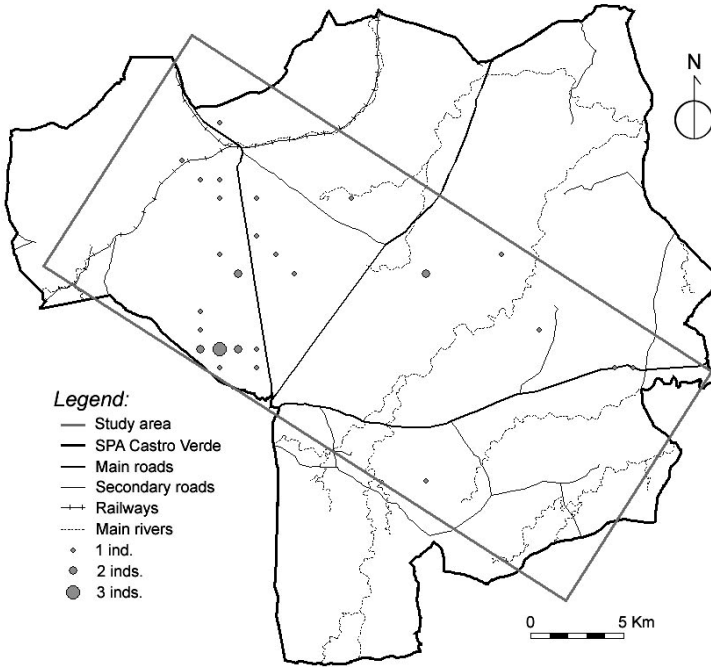 N
Legend:
Study area
SPA Castro Verde
Main roads
Secondary roads
Railways
Main rivers
1 ind.
2 inds.
3 inds.
0 5 Km